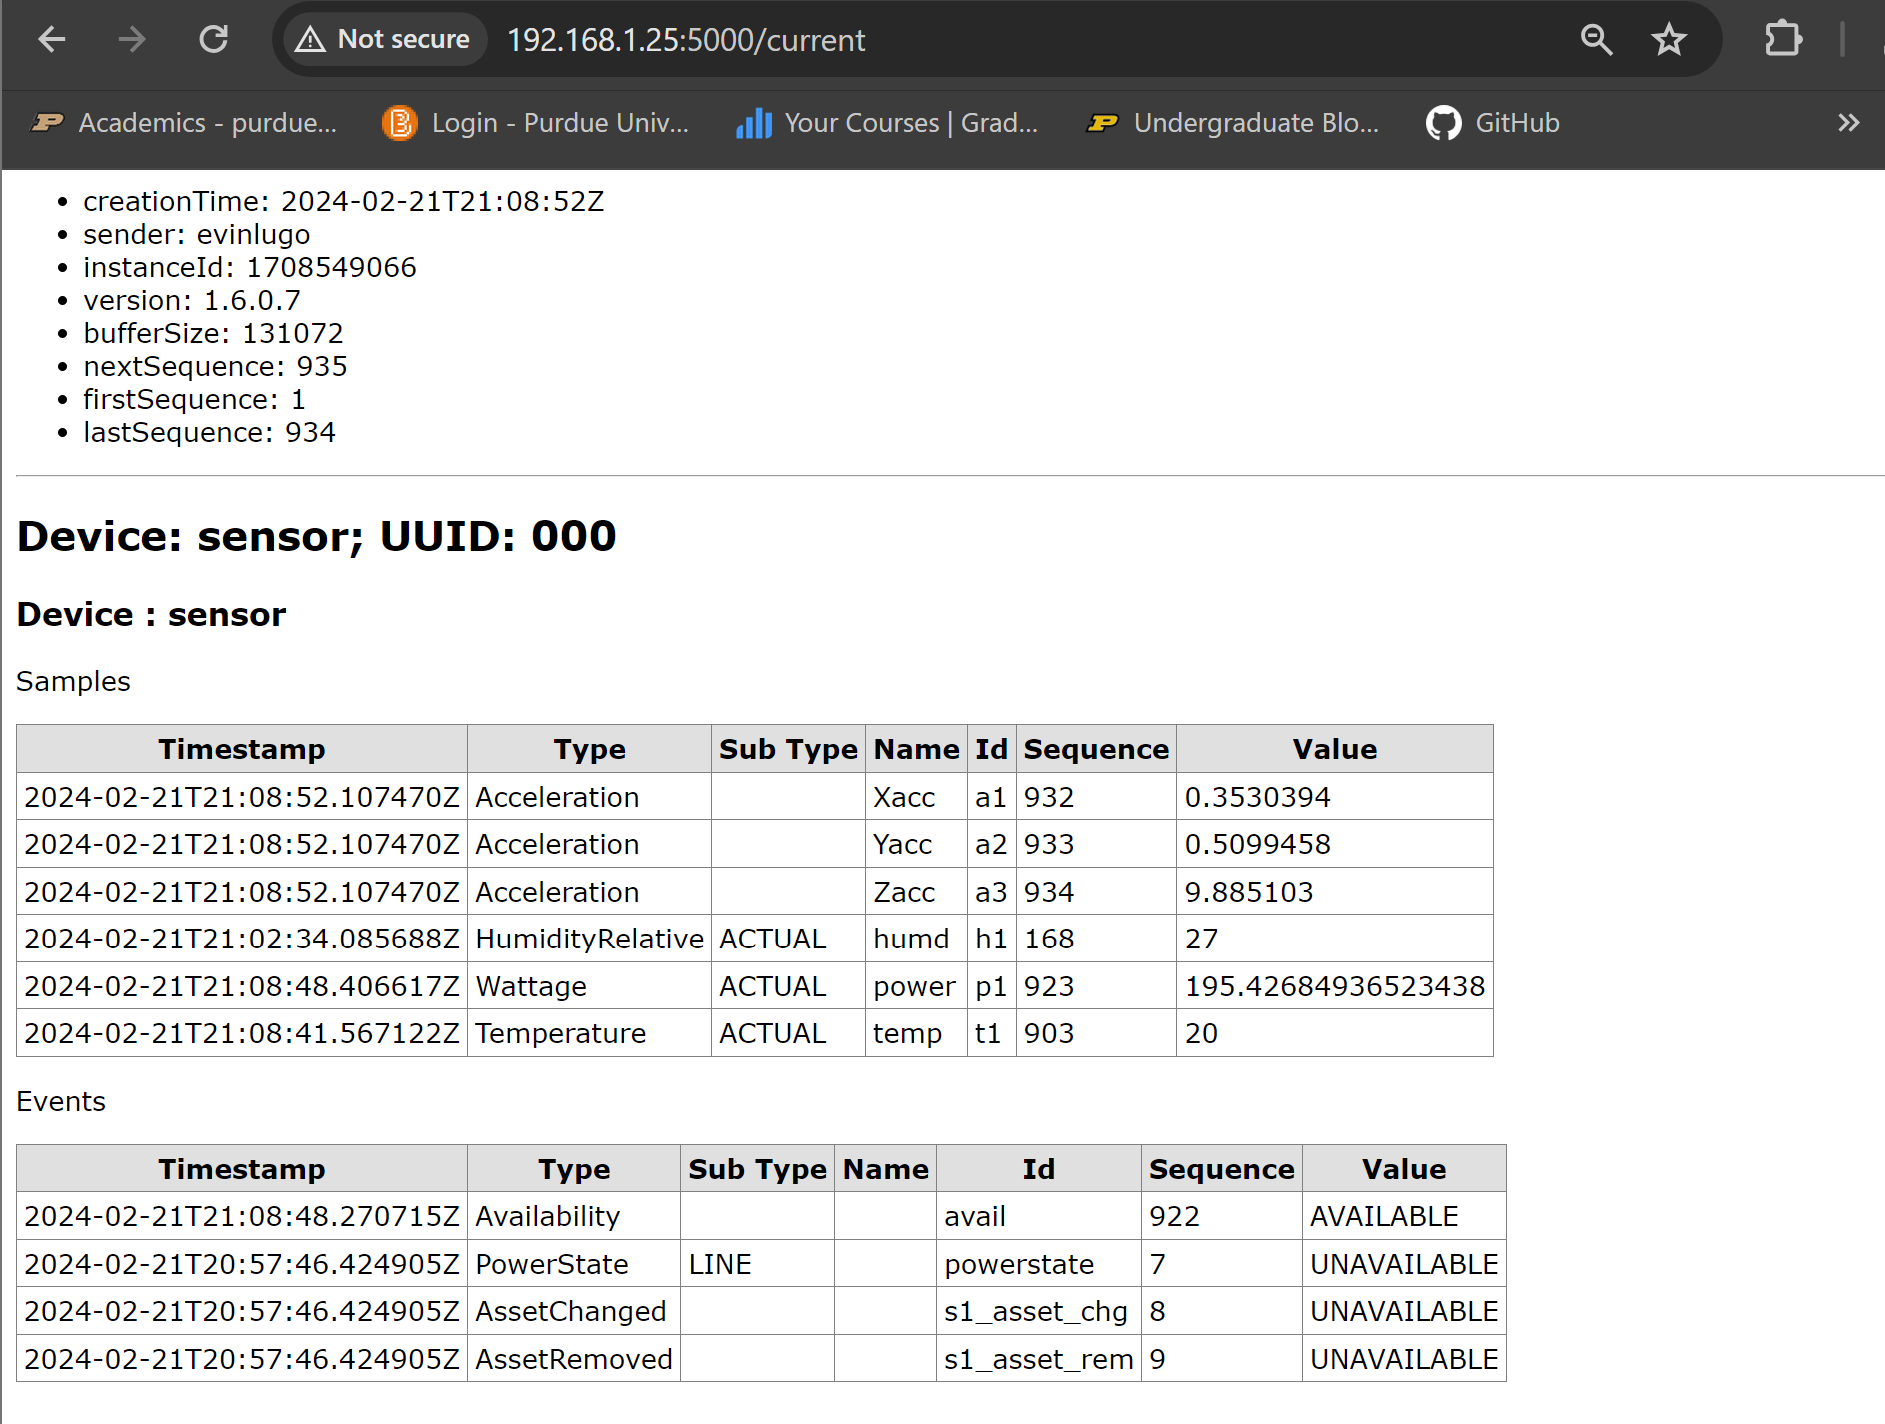 Not secure 192.168.1.25:5000/current
Academics - purdue... Login - Purdue Univ... Your Courses | Grad... Undergraduate Blo... GitHub
• creationTime: 2024-02-21T21:08:52Z
• sender: evinlugo
• instanceId: 1708549066
• version: 1.6.0.7
• bufferSize: 131072
• nextSequence: 935
• firstSequence: 1
• lastSequence: 934
Device: sensor; UUID: 000
Device : sensor
Samples
Timestamp Type Sub Type Name Id Sequence Value
2024-02-21T21:08:52.107470Z Acceleration Xacc a1 932 0.3530394
2024-02-21T21:08:52.107470Z Acceleration Yacc a2 933 0.5099458
2024-02-21T21:08:52.107470Z Acceleration Zacc a3 934 9.885103
2024-02-21T21:02:34.085688Z HumidityRelative ACTUAL humd h1 168 27
2024-02-21T21:08:48.406617Z Wattage ACTUAL power p1 923 195.42684936523438
2024-02-21T21:08:41.567122Z Temperature ACTUAL temp t1 903 20
Events
Timestamp Type Sub Type Name Id Sequence Value
2024-02-21T21:08:48.270715Z Availability avail 922 AVAILABLE
2024-02-21T20:57:46.424905Z PowerState LINE powerstate 7 UNAVAILABLE
2024-02-21T20:57:46.424905Z AssetChanged s1_asset_chg 8 UNAVAILABLE
2024-02-21T20:57:46.424905Z AssetRemoved s1_asset_rem 9 UNAVAILABLE